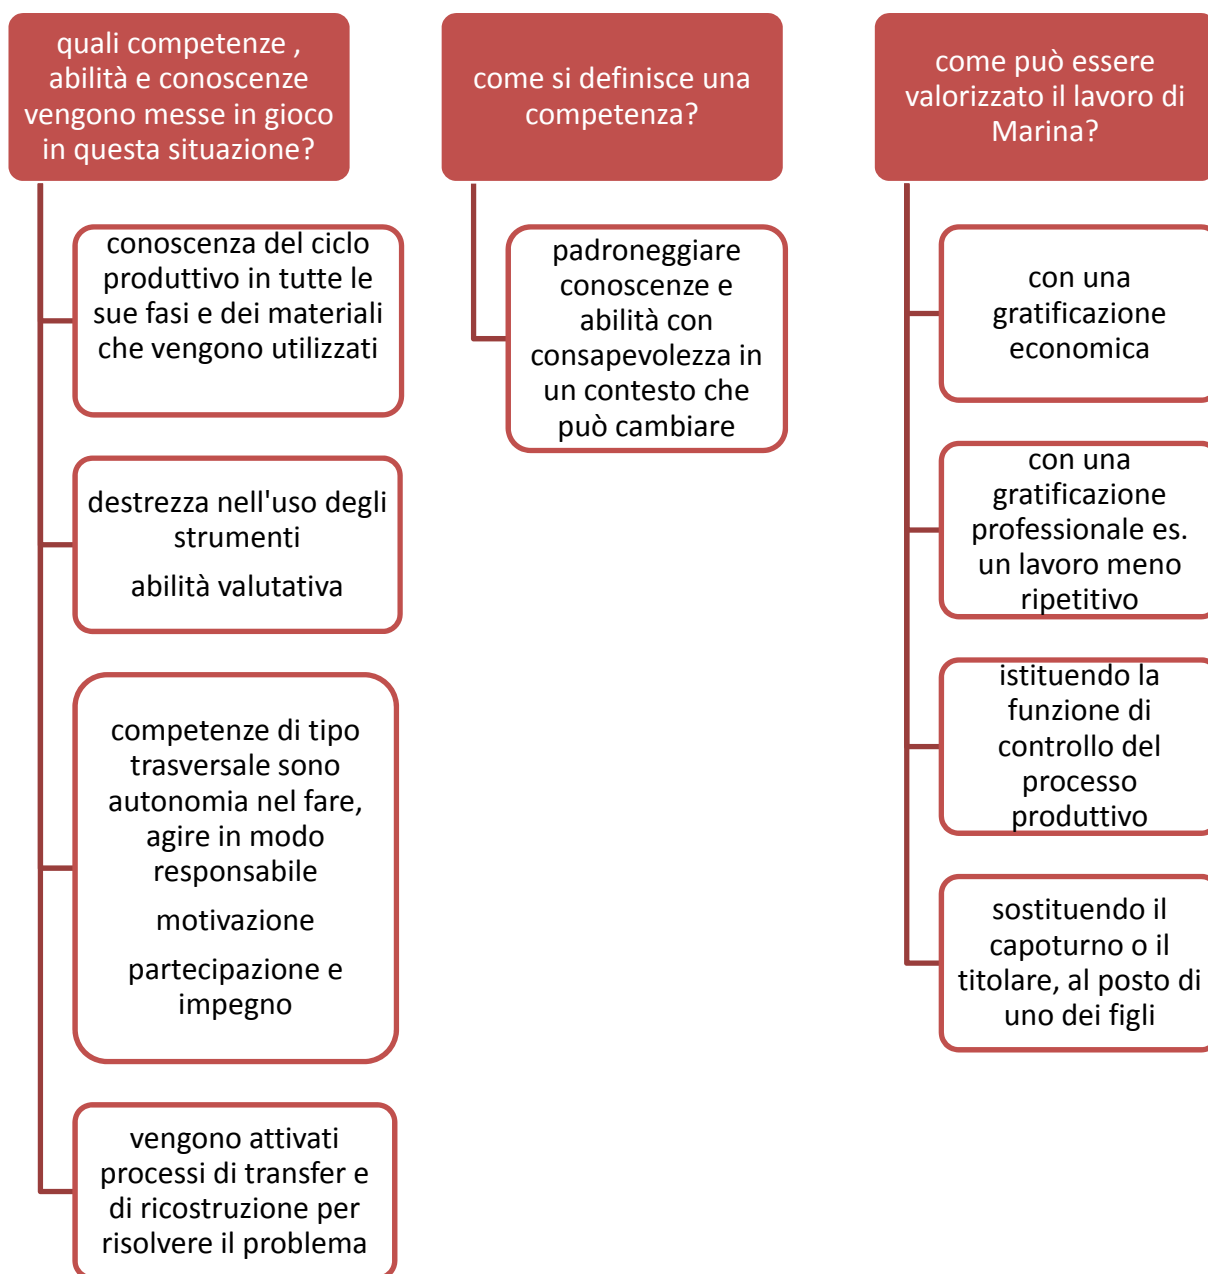 quali competenze ,
abilità e conoscenze
vengono messe in gioco
in questa situazione?
conoscenza del ciclo
produttivo in tutte le
sue fasi e dei materiali
che vengono utilizzati
destrezza nell'uso degli
strumenti
abilità valutativa
competenze di tipo
trasversale sono
autonomia nel fare,
agire in modo
responsabile
motivazione
partecipazione e
impegno
vengono attivati
processi di transfer e
di ricostruzione per
risolvere il problema
come si definisce una
competenza?
padroneggiare
conoscenze e
abilità con
consapevolezza in
un contesto che
può cambiare
come può essere
valorizzato il lavoro di
Marina?
con una
gratificazione
economica
con una
gratificazione
professionale es.
un lavoro meno
ripetitivo
istituendo la
funzione di
controllo del
processo
produttivo
sostituendo il
capoturno o il
titolare, al posto di
uno dei figli